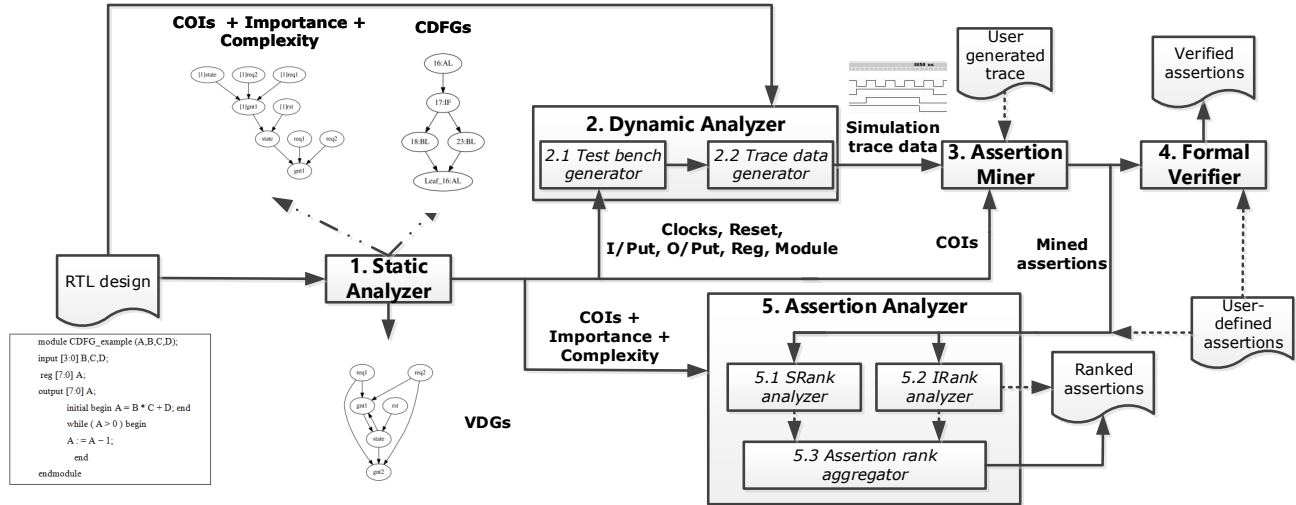 COIs + Importance +
Complexity
CDFGs
[1]state
[1]req2
[1]req1
[1]gnt1
[1]rst
state
req1
req2
gnt1
16:AL
17:IF
18:BL
23:BL
Leaf_16:AL
2. Dynamic Analyzer
2.1 Test bench
generator
2.2 Trace data
generator
Simulation
trace data
User
generated
trace
Verified
assertions
3. Assertion
Miner
4. Formal
Verifier
Clocks, Reset,
I/Put, O/Put, Reg, Module
COIs
Mined
assertions
RTL design
1. Static
Analyzer
COIs +
Importance +
Complexity
User-
defined
assertions
5. Assertion Analyzer
5.1 SRank
analyzer
5.2 IRank
analyzer
5.3 Assertion rank
aggregator
Ranked
assertions
module CDFG_example (A,B,C,D);
input [3:0] B,C,D;
reg [7:0] A;
output [7:0] A;
initial begin A = B * C + D; end
while ( A > 0 ) begin
A : = A − 1;
end
endmodule
req1
req2
gnt1
rst
state
gnt2
VDGs